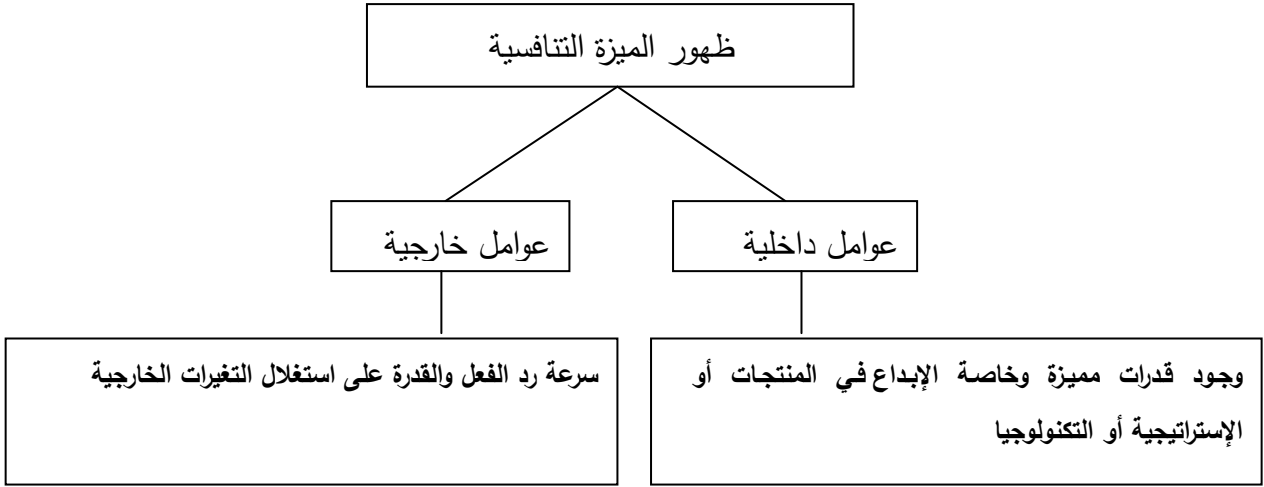 ظهور الميزة التنافسية
عوامل داخلية
عوامل خارجية
وجود قدرات مميزة وخاصة الإبداع في المنتجات أو
الإستراتيجية أو التكنولوجيا
سرعة رد الفعل والقدرة على استغلال التغيرات الخارجية